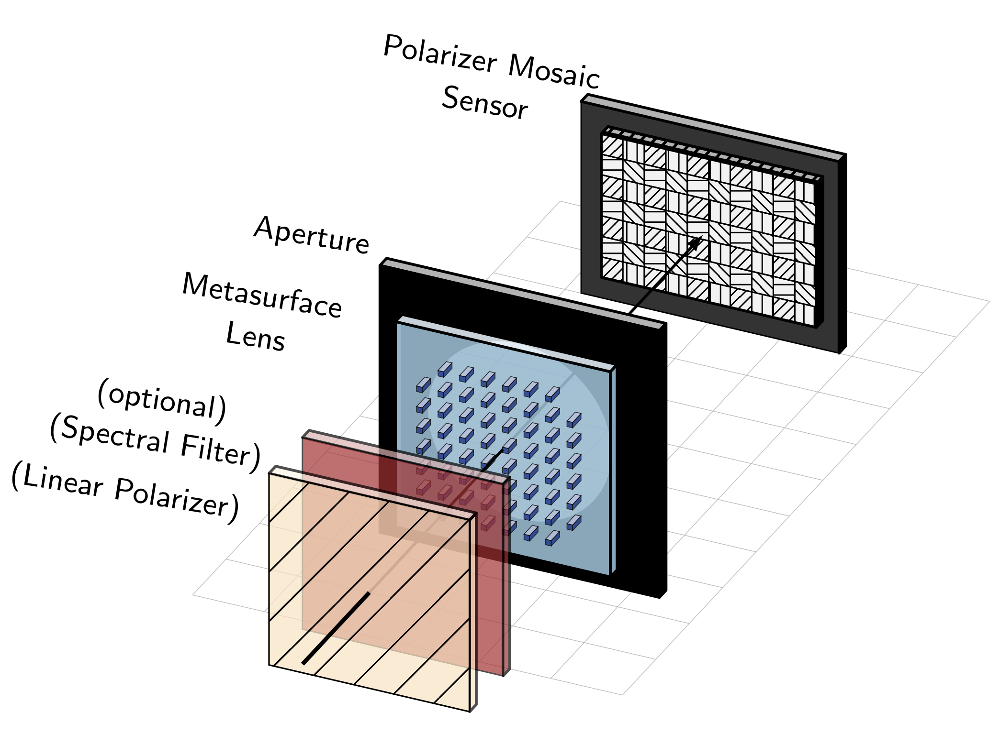 Polarizer Mosaic
Sensor
Aperture
Metasurface
Lens
(optional)
(Spectral Filter)
(Linear Polarizer)